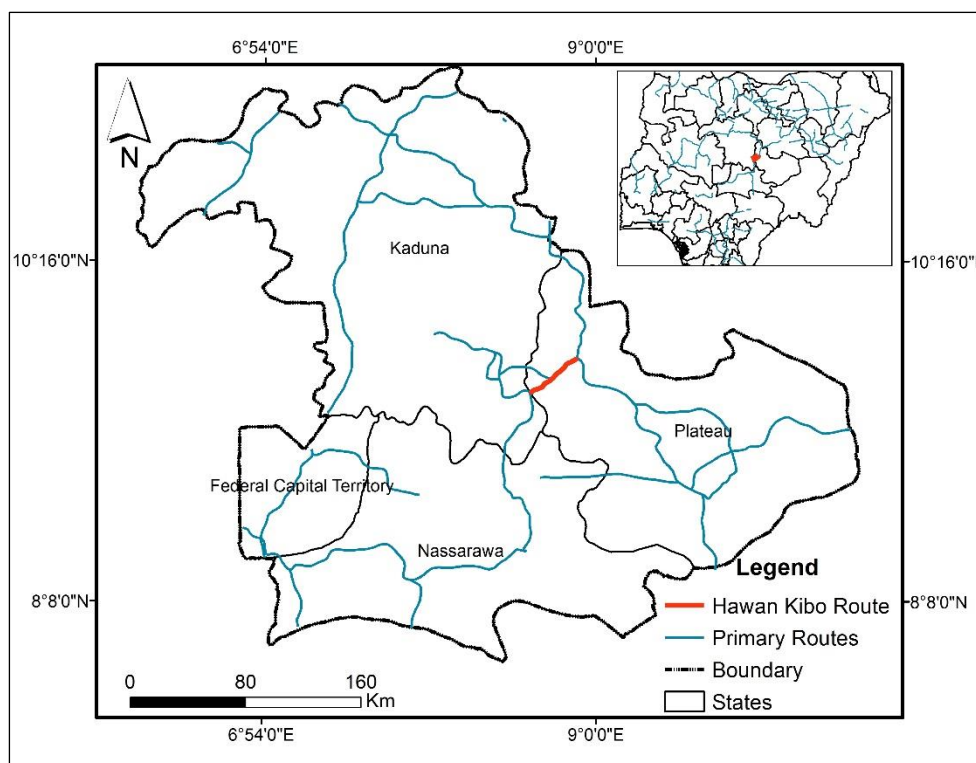 6°54'0"E
9°0'0"E
N
Kaduna
10°16'0"N
10°16'0"N
Plateau
Federal Capital Territory
Nassarawa
Legend
8°8'0"N
8°8'0"N
Hawan Kibo Route
Primary Routes
Boundary
States
0
80
160
Km
6°54'0"E
9°0'0"E